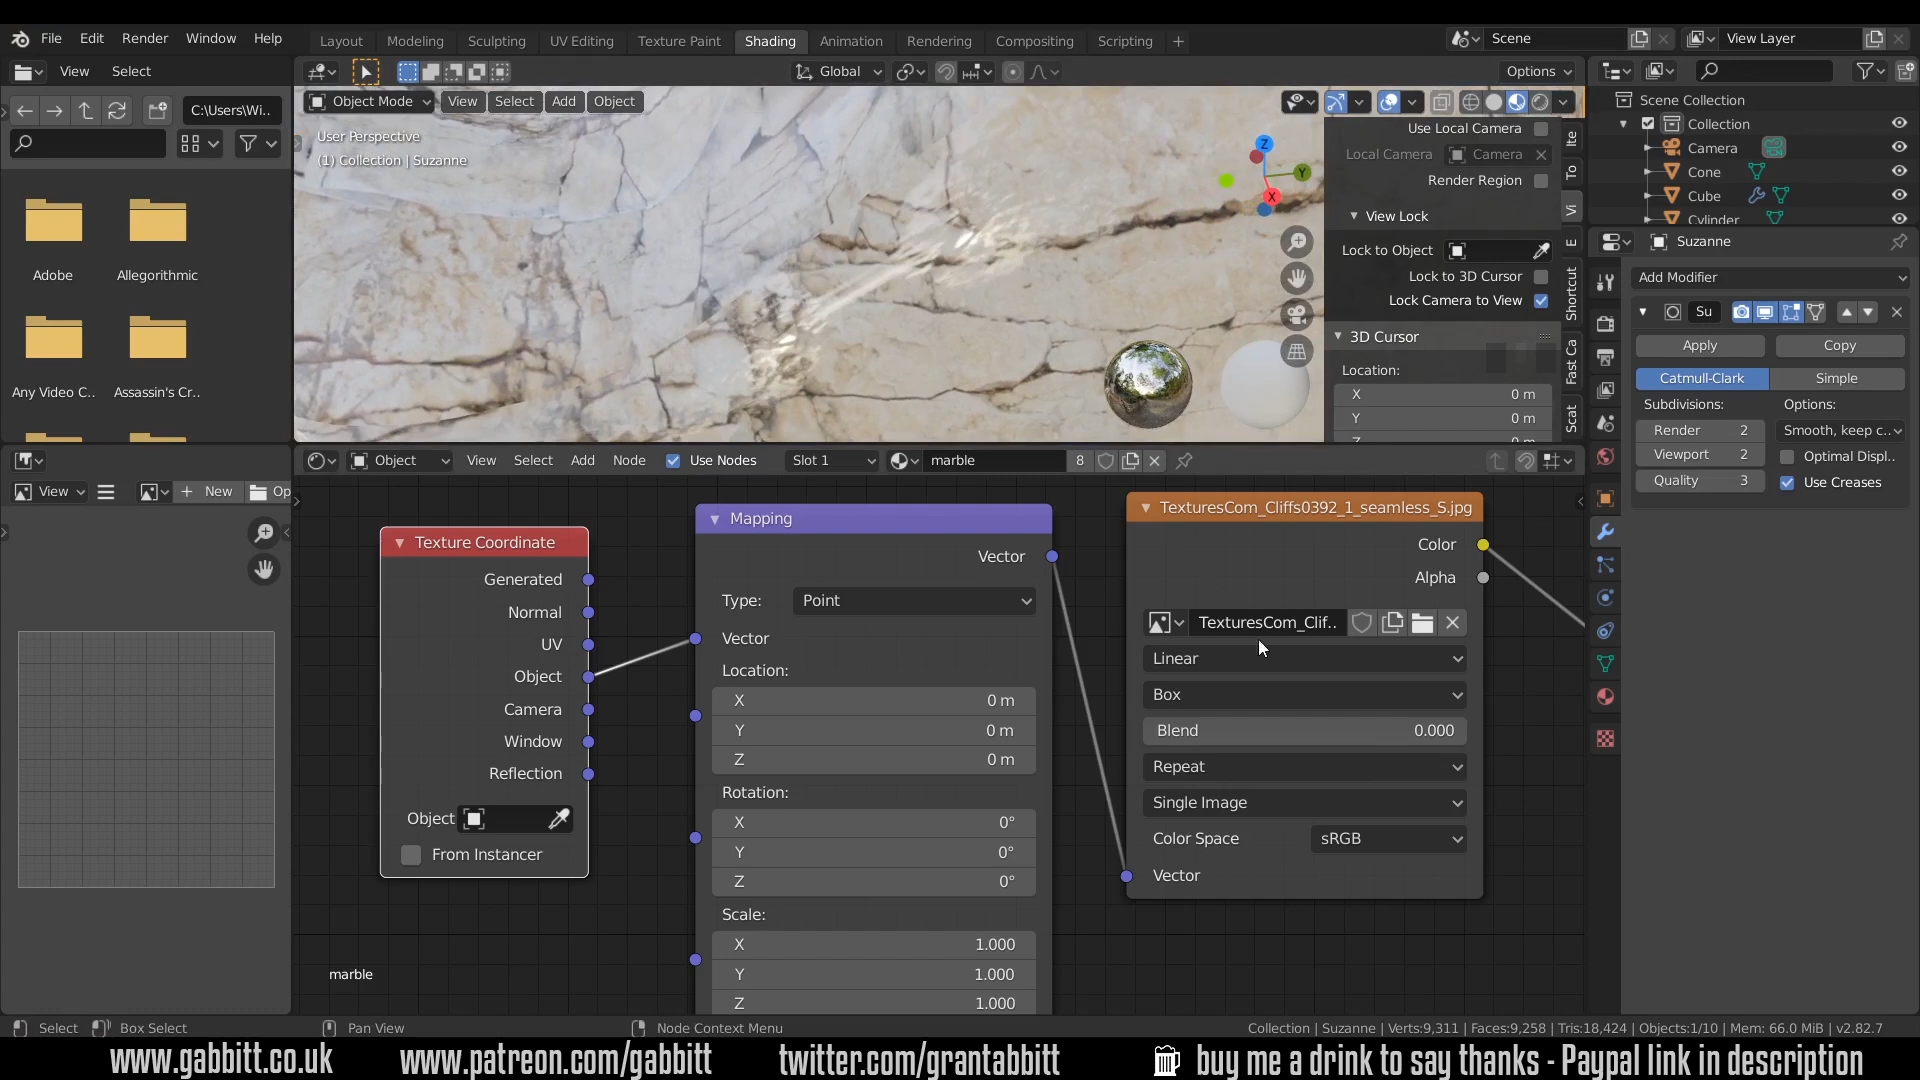 File Edit Render Window Help
Layout Modeling Sculpting UV Editing Texture Paint Shading Animation Rendering Compositing Scripting +
Scene
View Layer
View Select
Global
Options
C:\Users\Wi..
Object Mode View Select Add Object
User Perspective
(1) Collection | Suzanne
Z
Y
X
Use Local Camera
Local Camera Camera
Render Region
View Lock
Lock to Object
Lock to 3D Cursor
Lock Camera to View
3D Cursor
Location:
X 0 m
Y 0 m
Z 0 m
Ite
To
Vi
E
Shortcut
Fast Ca
Scat
Scene Collection
Collection
Camera
Cone
Cube
Cylinder
Suzanne
Add Modifier
Su
Apply Copy
Catmull-Clark Simple
Subdivisions: Options:
Render 2 Smooth, keep c..
Viewport 2 Optimal Displ..
Quality 3 Use Creases
Adobe
Allegorithmic
Any Video C..
Assassin's Cr..
View + New Op
Object View Select Add Node Use Nodes Slot 1 marble 8
Texture Coordinate
Generated
Normal
UV
Object
Camera
Window
Reflection
Object
From Instancer
Mapping
Vector
Type: Point
Vector
Location:
X 0 m
Y 0 m
Z 0 m
Rotation:
X 0°
Y 0°
Z 0°
Scale:
X 1.000
Y 1.000
Z 1.000
TexturesCom_Cliffs0392_1_seamless_S.jpg
Color
Alpha
TexturesCom_Clif..
Linear
Box
Blend 0.000
Repeat
Single Image
Color Space sRGB
Vector
marble
Select Box Select Pan View Node Context Menu
Collection | Suzanne | Verts:9,311 | Faces:9,258 | Tris:18,424 | Objects:1/10 | Mem: 66.0 MiB | v2.82.7
www.gabbitt.co.uk www.patreon.com/gabbitt twitter.com/grantabbitt buy me a drink to say thanks - Paypal link in description